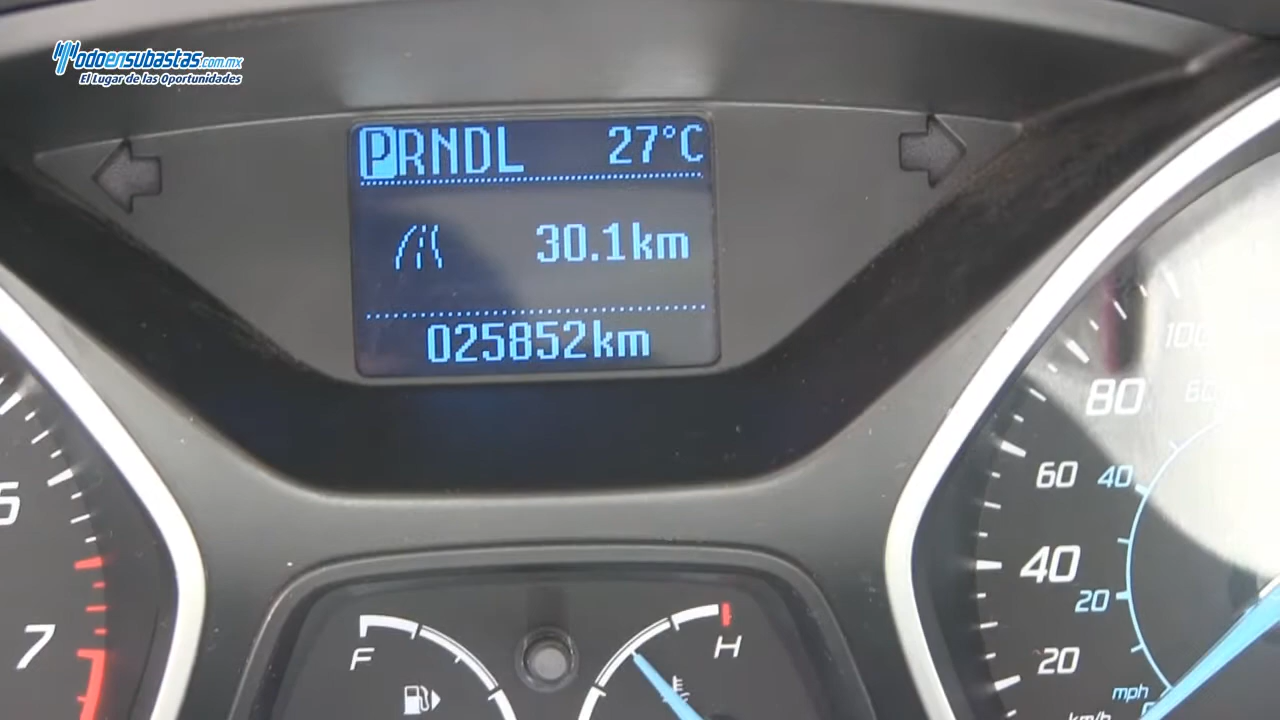 Todoensubastas.com.mx
El Lugar de las Oportunidades
PRNDL 27°C
30.1km
025852km
100
80
60
60
40
6
40
20
7
F
H
20
mph
km/h